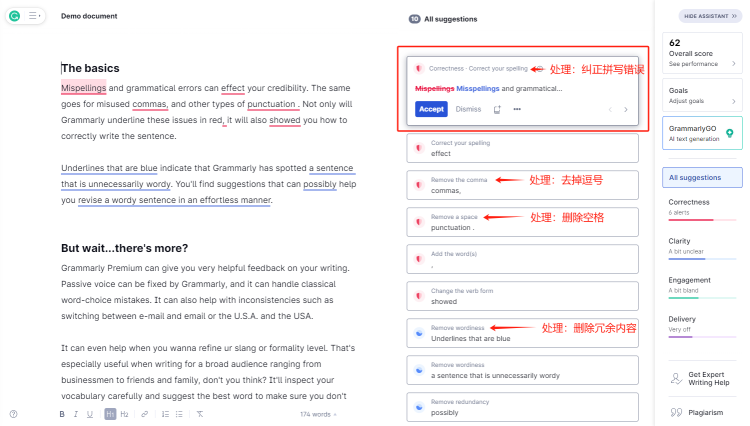 Demo document
10 All suggestions
HIDE ASSISTANT
The basics
Mispellings and grammatical errors can effect your credibility. The same
goes for misused commas, and other types of punctuation . Not only will
Grammarly underline these issues in red, it will also showed you how to
correctly write the sentence.
Underlines that are blue indicate that Grammarly has spotted a sentence
that is unnecessarily wordy. You'll find suggestions that can possibly help
you revise a wordy sentence in an effortless manner.
But wait...there's more?
Grammarly Premium can give you very helpful feedback on your writing.
Passive voice can be fixed by Grammarly, and it can handle classical
word-choice mistakes. It can also help with inconsistencies such as
switching between e-mail and email or the U.S.A. and the USA.
It can even help when you wanna refine ur slang or formality level. That's
especially useful when writing for a broad audience ranging from
businessmen to friends and family, don't you think? It'll inspect your
vocabulary carefully and suggest the best word to make sure you don't
B I U H1 H2
174 words
Correctness · Correct your spelling
处理：纠正拼写错误
Mispellings Misspellings and grammatical...
Accept Dismiss
Correct your spelling
effect
Remove the comma
处理：去掉逗号
commas,
Remove a space
处理：删除空格
punctuation .
Add the word(s)
,
Change the verb form
showed
Remove wordiness
处理：删除冗余内容
Underlines that are blue
Remove wordiness
a sentence that is unnecessarily wordy
Remove redundancy
possibly
62
Overall score
See performance
Goals
Adjust goals
GrammarlyGO
AI text generation
All suggestions
Correctness
6 alerts
Clarity
A bit unclear
Engagement
A bit bland
Delivery
Very off
Get Expert
Writing Help
Plagiarism